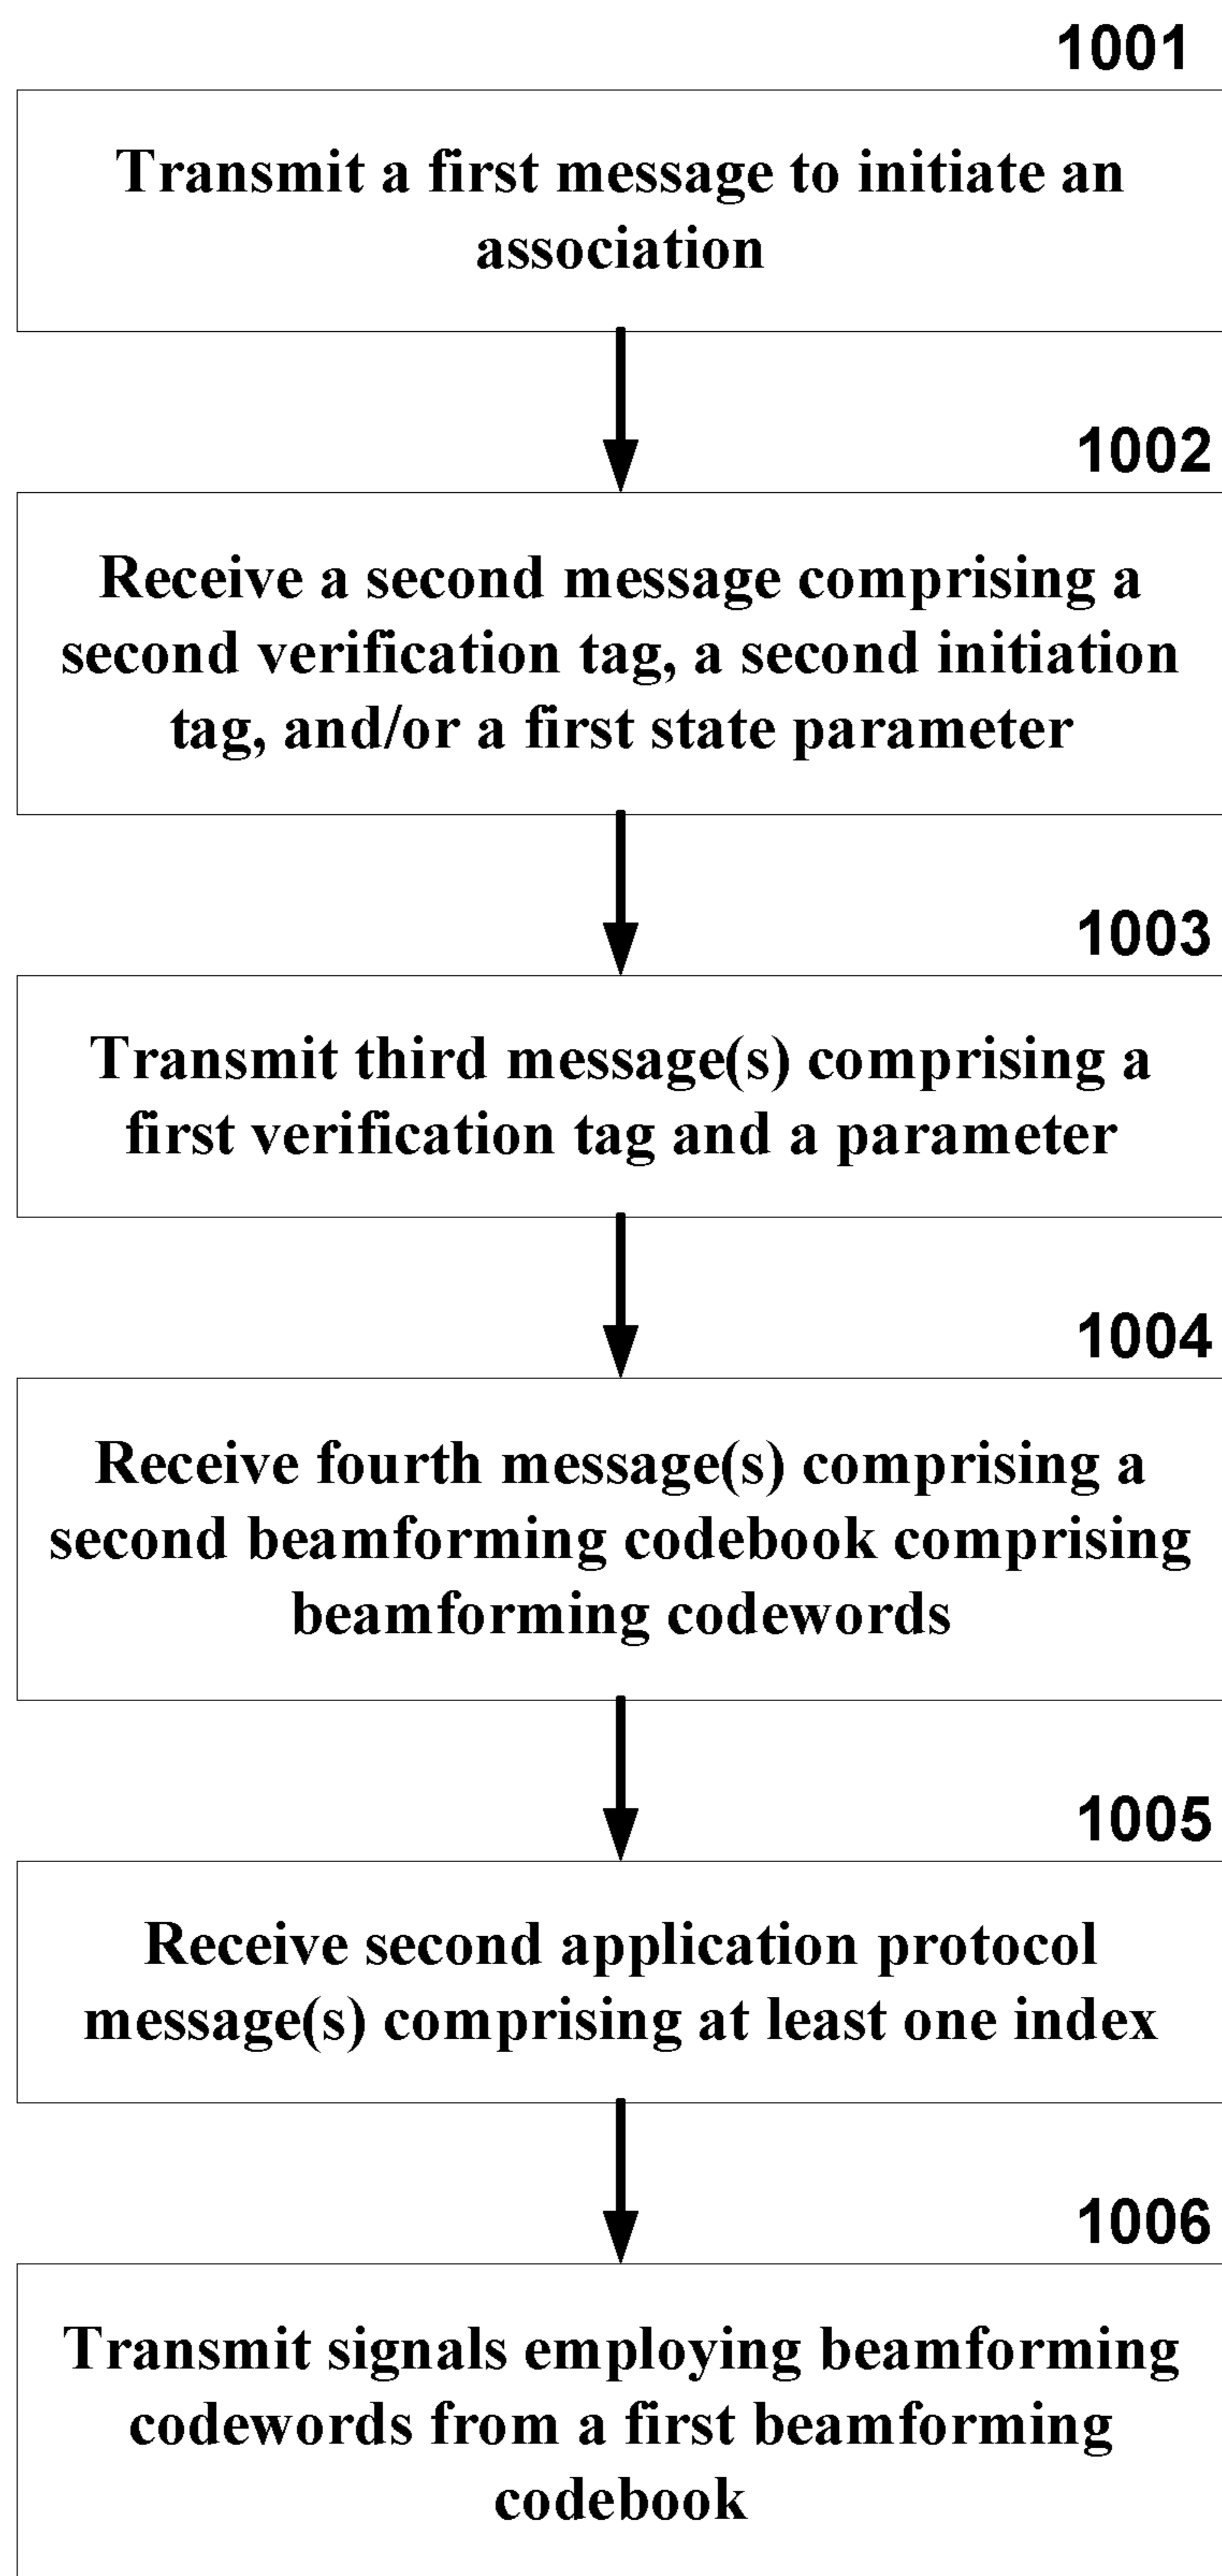 1001
Transmit a first message to initiate an
association
1002
Receive a second message comprising a
second verification tag, a second initiation
tag, and/or a first state parameter
1003
Transmit third message(s) comprising a
first verification tag and a parameter
1004
Receive fourth message(s) comprising a
second beamforming codebook comprising
beamforming codewords
1005
Receive second application protocol
message(s) comprising at least one index
1006
Transmit signals employing beamforming
codewords from a first beamforming
codebook